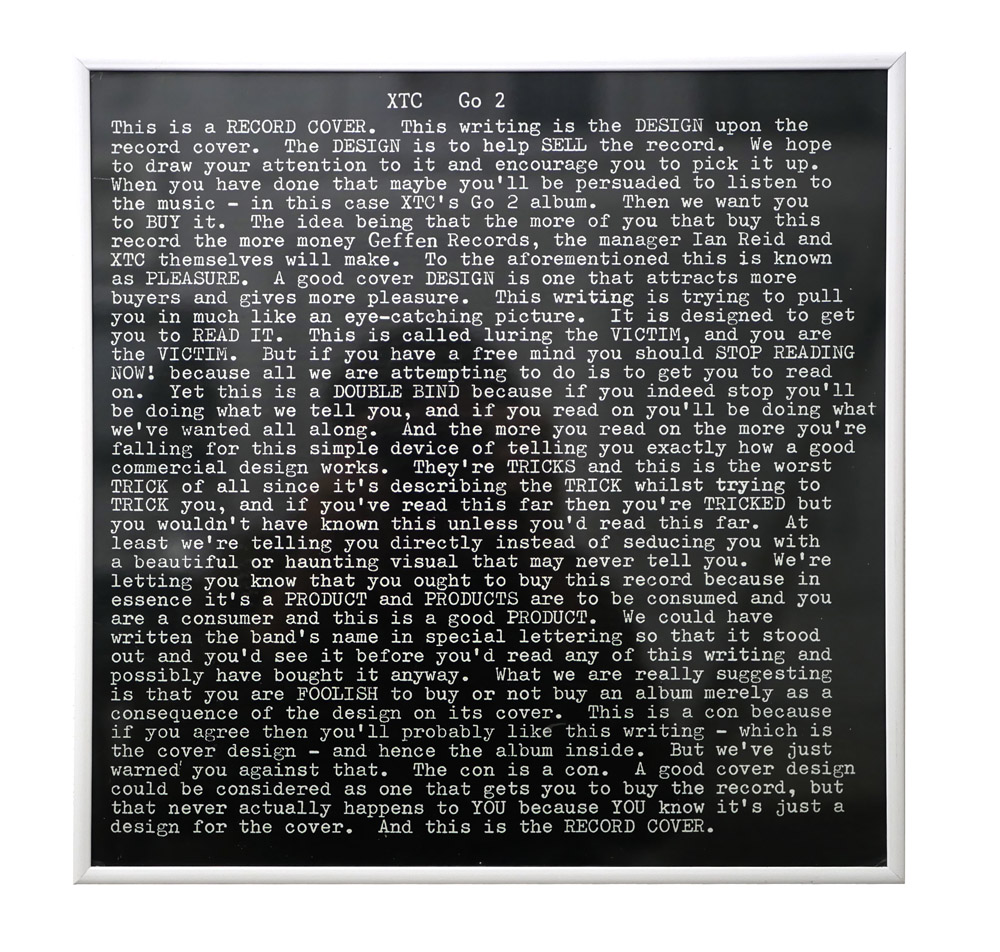 XTC Go 2
This is a RECORD COVER. This writing is the DESIGN upon the
record cover. The DESIGN is to help SELL the record. We hope
to draw your attention to it and encourage you to pick it up.
When you have done that maybe you'll be persuaded to listen to
the music - in this case XTC's Go 2 album. Then we want you
to BUY it. The idea being that the more of you that buy this
record the more money Geffen Records, the manager Ian Reid and
XTC themselves will make. To the aforementioned this is known
as PLEASURE. A good cover DESIGN is one that attracts more
buyers and gives more pleasure. This writing is trying to pull
you in much like an eye-catching picture. It is designed to get
you to READ IT. This is called luring the VICTIM, and you are
the VICTIM. But if you have a free mind you should STOP READING
NOW! because all we are attempting to do is to get you to read
on. Yet this is a DOUBLE BIND because if you indeed stop you'll
be doing what we tell you, and if you read on you'll be doing what
we've wanted all along. And the more you read on the more you're
falling for this simple device of telling you exactly how a good
commercial design works. They're TRICKS and this is the worst
TRICK of all since it's describing the TRICK whilst trying to
TRICK you, and if you've read this far then you're TRICKED but
you wouldn't have known this unless you'd read this far. At
least we're telling you directly instead of seducing you with
a beautiful or haunting visual that may never tell you. We're
letting you know that you ought to buy this record because in
essence it's a PRODUCT and PRODUCTS are to be consumed and you
are a consumer and this is a good PRODUCT. We could have
written the band's name in special lettering so that it stood
out and you'd see it before you'd read any of this writing and
possibly have bought it anyway. What we are really suggesting
is that you are FOOLISH to buy or not buy an album merely as a
consequence of the design on its cover. This is a con because
if you agree then you'll probably like this writing - which is
the cover design - and hence the album inside. But we've just
warned you against that. The con is a con. A good cover design
could be considered as one that gets you to buy the record, but
that never actually happens to YOU because YOU know it's just a
design for the cover. And this is the RECORD COVER.